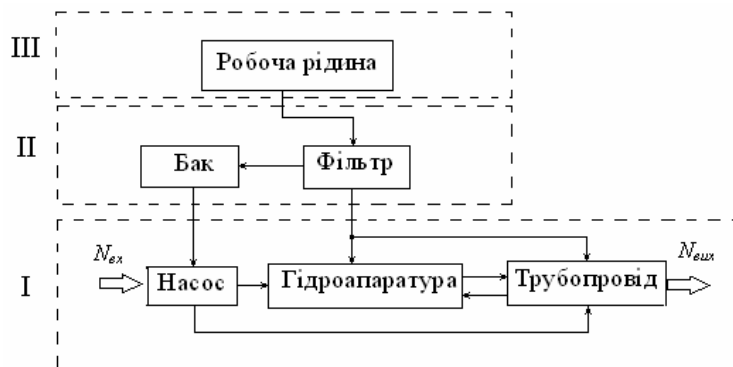 III
Робоча рідина
II
Бак
Фільтр
I
Nвх
Насос
Гідроапаратура
Трубопровід
Nвих